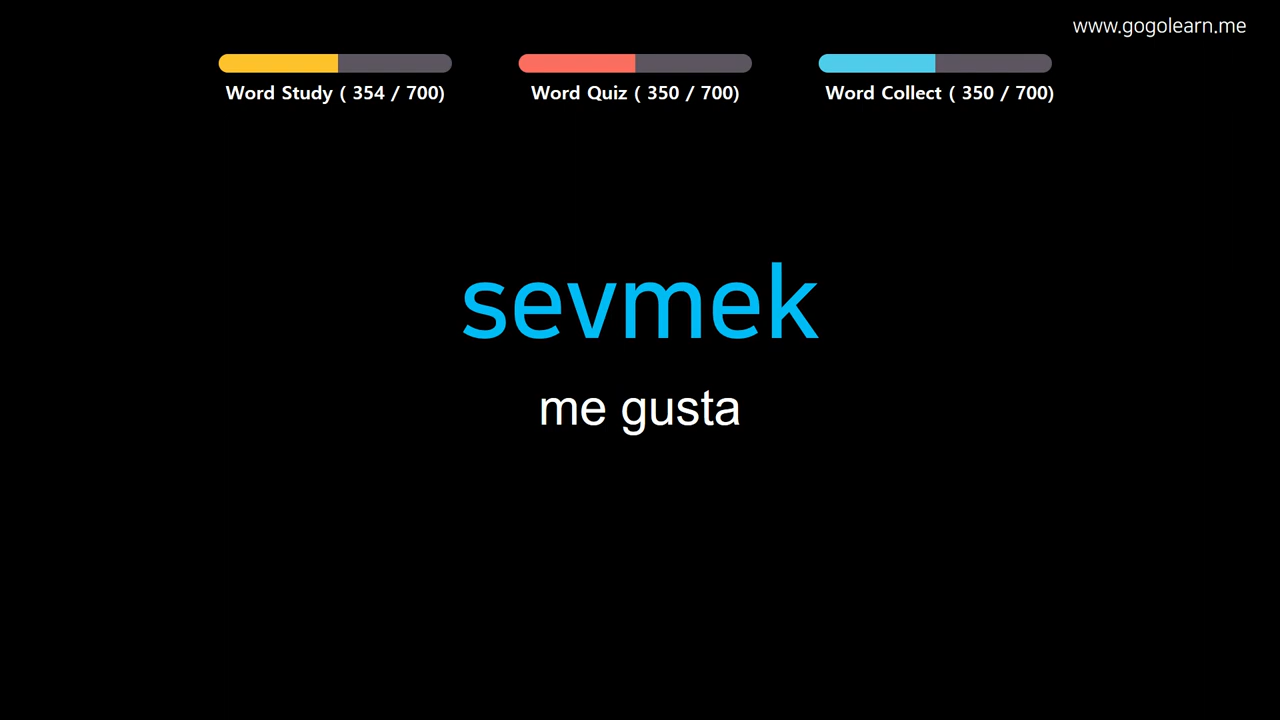 www.gogolearn.me
Word Study ( 354 / 700)
Word Quiz ( 350 / 700)
Word Collect ( 350 / 700)
sevmek
me gusta